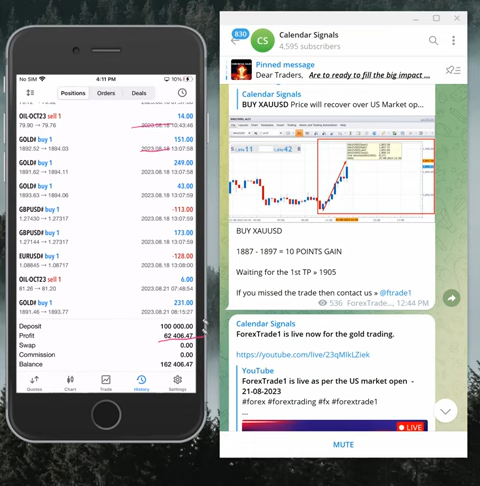 No SIM
4:11 PM
12%
Positions
Orders
Deals
OIL-OCT23 sell 1
14.00
79.90 → 79.76
2023.08.18 10:43:46
GOLD# buy 1
151.00
1892.52 → 1894.03
2023.08.18 13:07:59
GOLD# buy 1
249.00
1891.62 → 1894.11
2023.08.18 13:07:59
GOLD# buy 1
43.00
1893.63 → 1894.06
2023.08.18 13:07:59
GBPUSD# buy 1
-113.00
1.27430 → 1.27317
2023.08.18 13:07:59
GBPUSD# buy 1
173.00
1.27144 → 1.27317
2023.08.18 13:07:59
EURUSD# buy 1
-128.00
1.08845 → 1.08717
2023.08.18 13:08:00
OIL-OCT23 sell 1
6.00
81.26 → 81.20
2023.08.21 07:48:54
GOLD# buy 1
231.00
1891.46 → 1893.77
2023.08.21 08:15:27
Deposit
100 000.00
Profit
62 406.47
Swap
0.00
Commission
0.00
Balance
162 406.47
Quotes
Chart
Trade
History
Settings
830
CS
Calendar Signals
4,595 subscribers
Pinned message
Dear Traders, Are to ready to fill the big impact ...
Calendar Signals
BUY XAUUSD Price will recover over US Market op...
BUY XAUUSD
1887 - 1897 = 10 POINTS GAIN
Waiting for the 1st TP » 1905
If you missed the trade then contact us » @ftrade1
536
ForexTrade..., 12:44 PM
Calendar Signals
ForexTrade1 is live now for the gold trading.
https://youtube.com/live/23qMlkLZiek
YouTube
ForexTrade1 is live as per the US market open -
21-08-2023
#forex #forextrading #fx #forextrade1
...
LIVE
MUTE